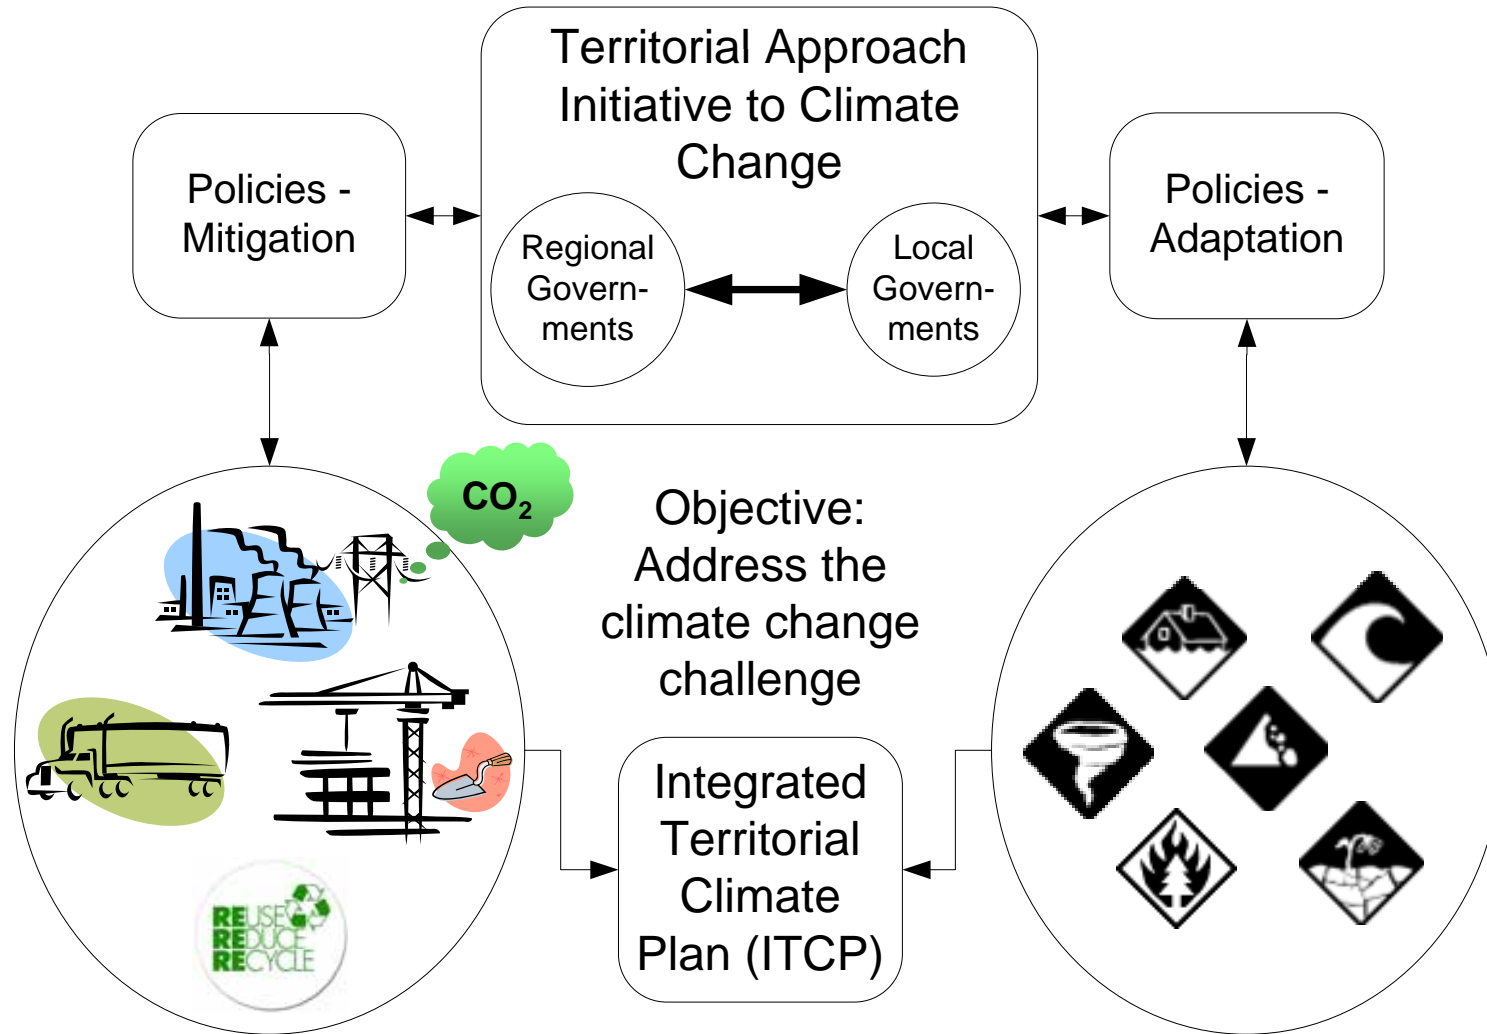 Territorial Approach
Initiative to Climate
Change
Policies -
Mitigation
Regional
Govern-
ments
Local
Govern-
ments
Policies -
Adaptation
CO₂
Objective:
Address the
climate change
challenge
REUSE
REDUCE
RECYCLE
Integrated
Territorial
Climate
Plan (ITCP)